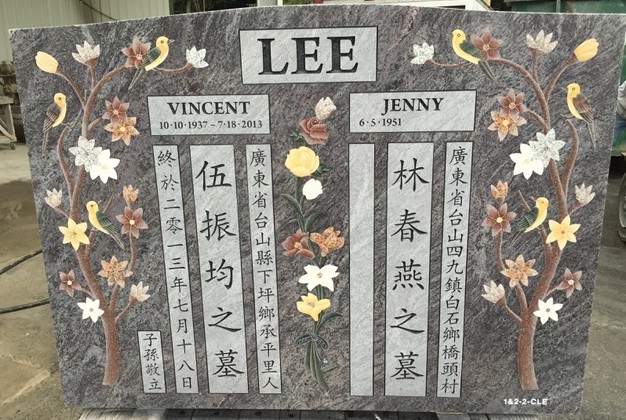 LEE
VINCENT
10·10·1937 – 7·18·2013
JENNY
6·5·1951
廣東省台山縣下坪鄉承平里人
伍振均之墓
終於二零一三年七月十八日
子孫敬立
廣東省台山四九鎮白石鄉橋頭村
林春燕之墓
1&2-2-CLE